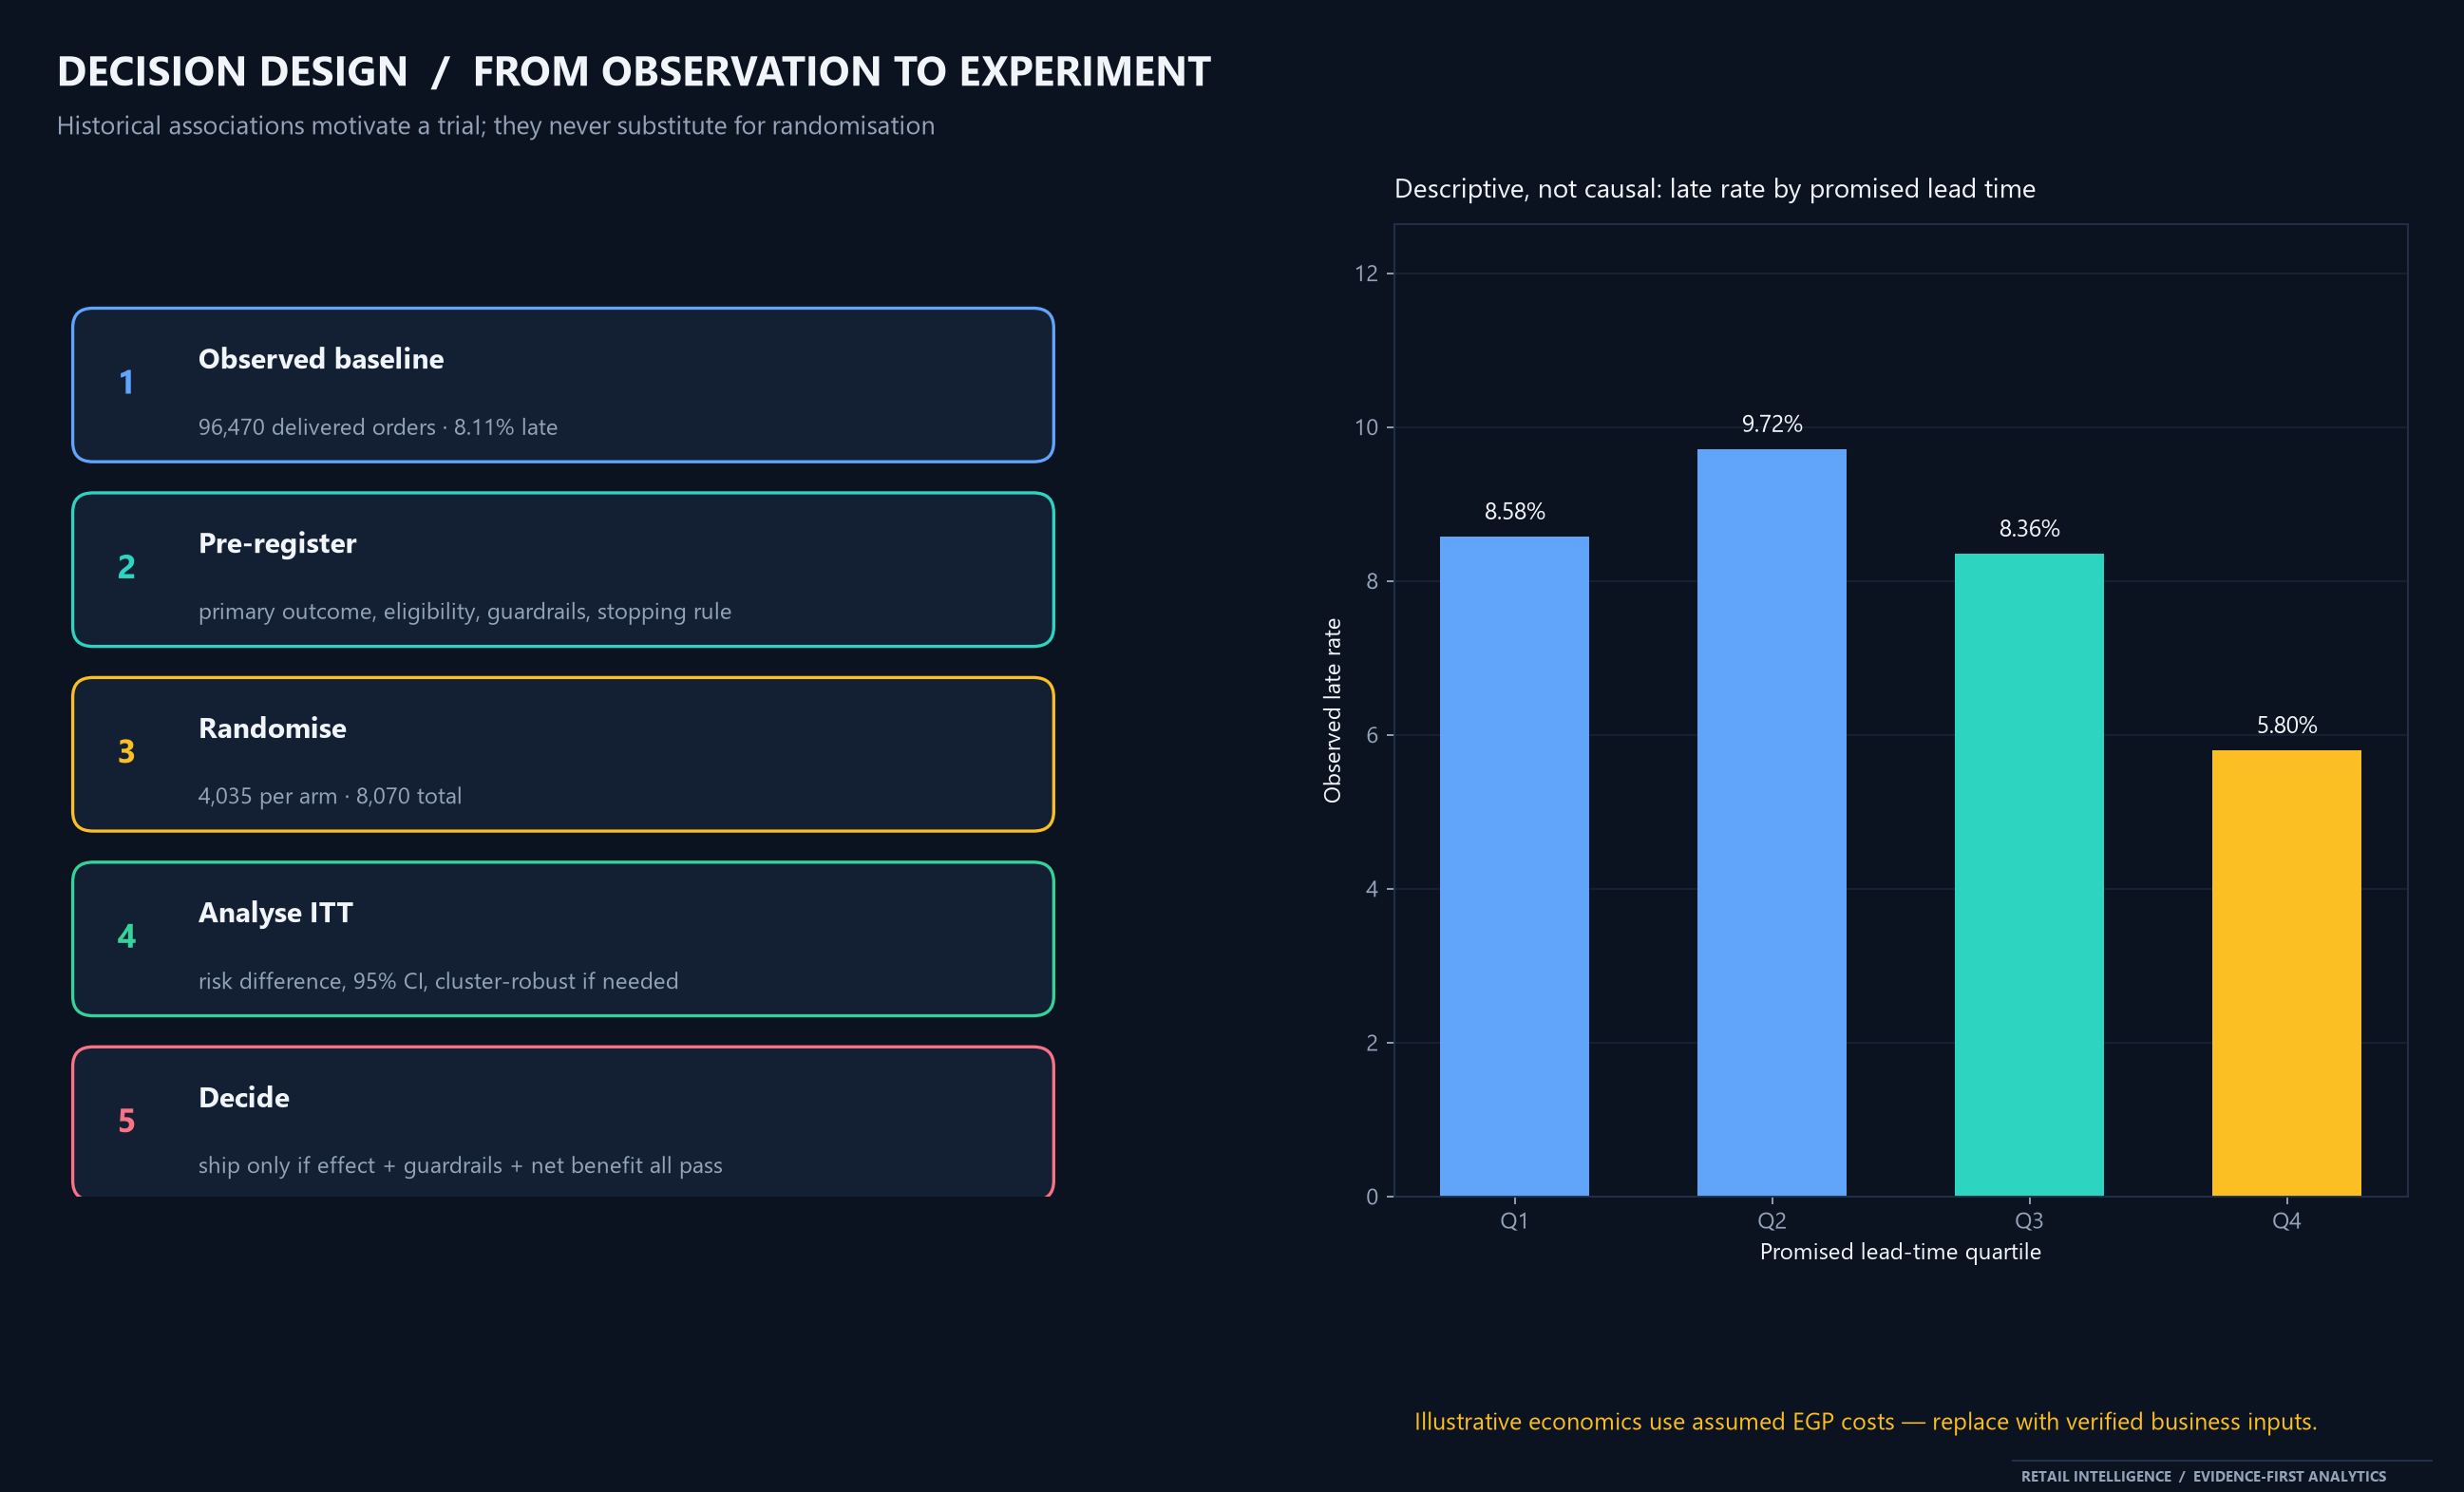 DECISION DESIGN / FROM OBSERVATION TO EXPERIMENT
Historical associations motivate a trial; they never substitute for randomisation
1
Observed baseline
96,470 delivered orders · 8.11% late
2
Pre-register
primary outcome, eligibility, guardrails, stopping rule
3
Randomise
4,035 per arm · 8,070 total
4
Analyse ITT
risk difference, 95% CI, cluster-robust if needed
5
Decide
ship only if effect + guardrails + net benefit all pass
Descriptive, not causal: late rate by promised lead time
Observed late rate
12
10
8
6
4
2
0
8.58%
9.72%
8.36%
5.80%
Q1
Q2
Q3
Q4
Promised lead-time quartile
Illustrative economics use assumed EGP costs — replace with verified business inputs.
RETAIL INTELLIGENCE / EVIDENCE-FIRST ANALYTICS